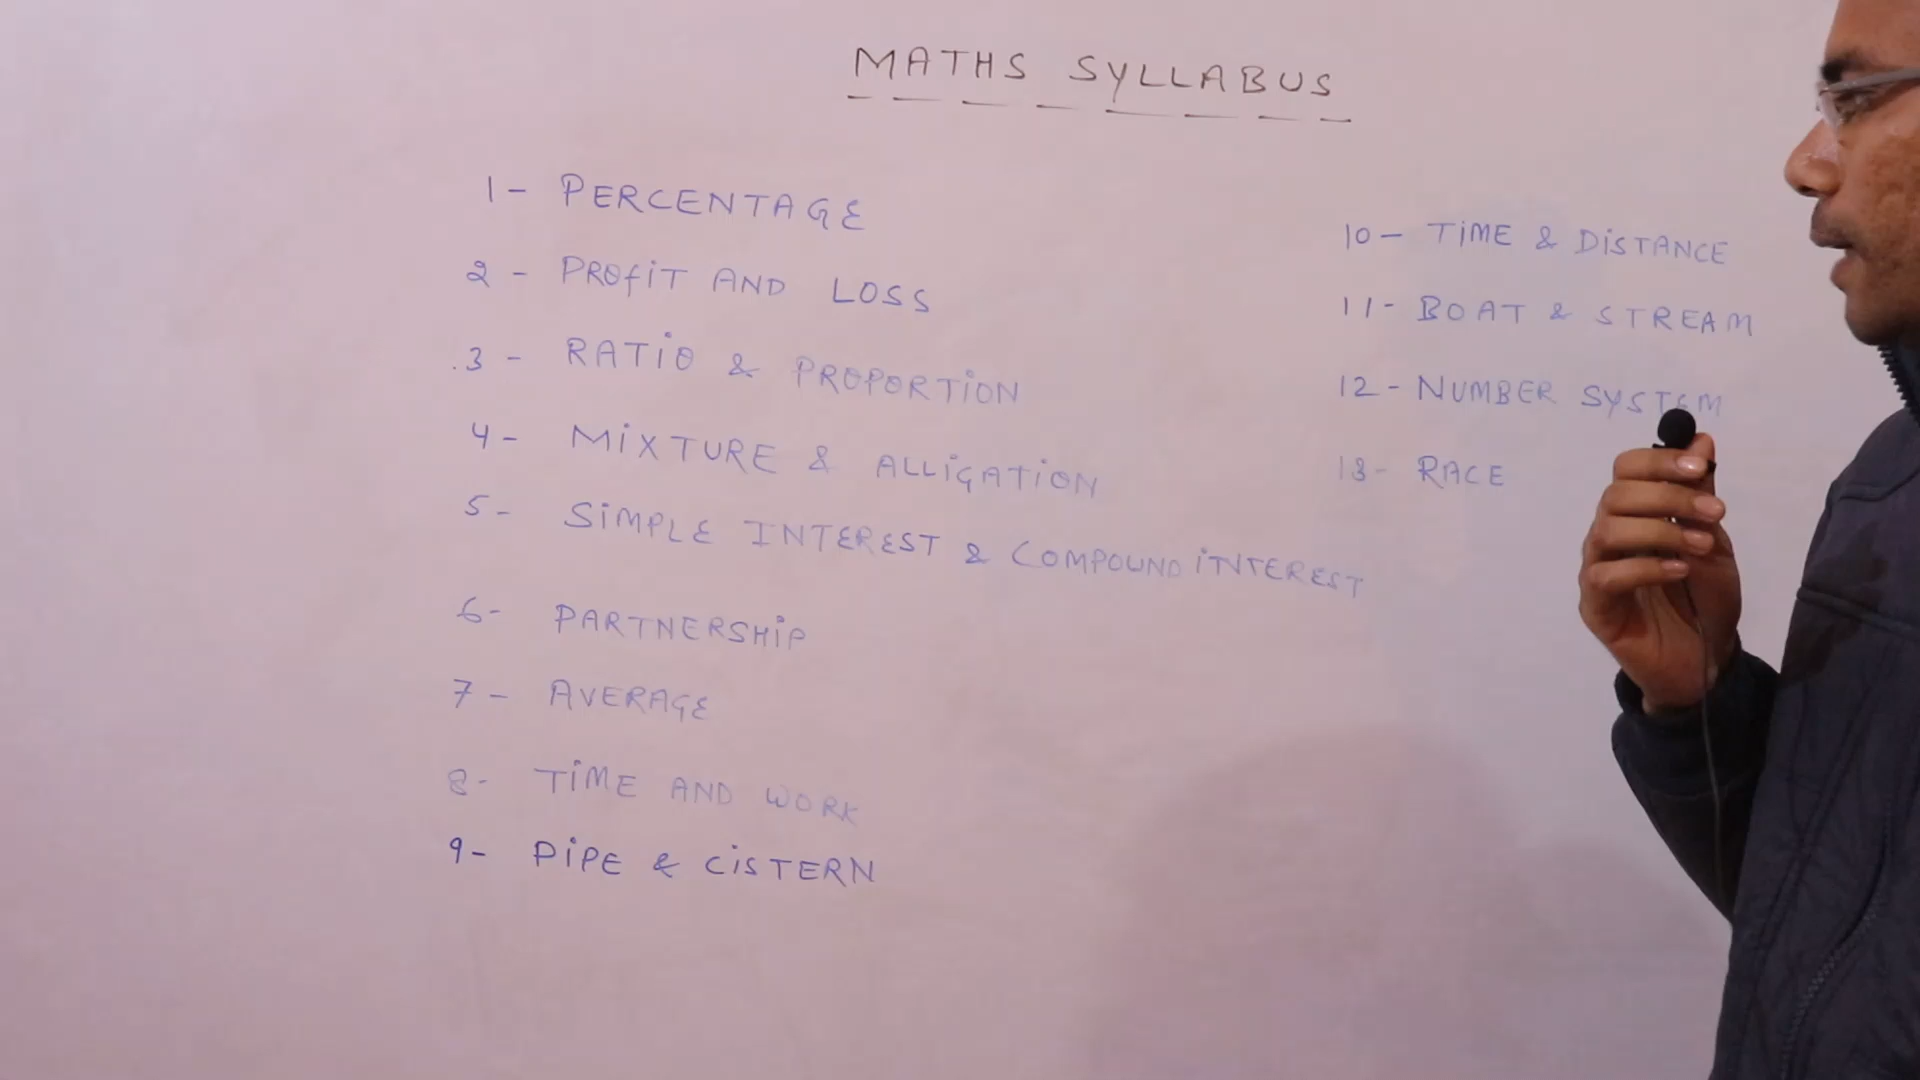 MATHS SYLLABUS
1- PERCENTAGE
2 - PROfiT AND LOSS
3 - RATiO & PROPORTiON
4- MiXTURE & ALLiGATiON
5- SiMPLE INTEREST & COMPOUND iNTEREST
6- PARTNERSHiP
7- AVERAGE
8- TiME AND WORK
9- PiPE & CiSTERN
10- TiME & DiSTANCE
11- BOAT & STREAM
12- NUMBER SYSTEM
13- RACE